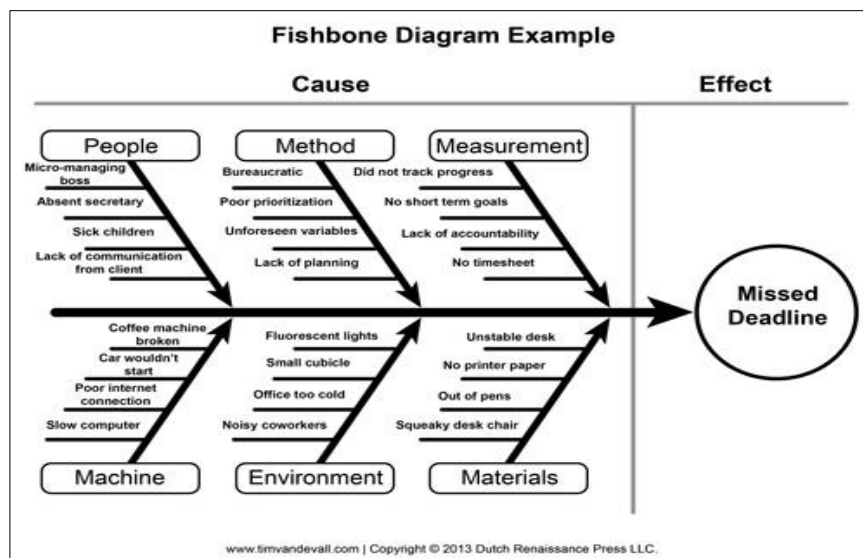 Fishbone Diagram Example
Cause
Effect
People
Method
Measurement
Micro-managing
boss
Absent secretary
Sick children
Lack of communication
from client
Bureaucratic
Poor prioritization
Unforeseen variables
Lack of planning
Did not track progress
No short term goals
Lack of accountability
No timesheet
Missed
Deadline
Coffee machine
broken
Car wouldn't
start
Poor internet
connection
Slow computer
Fluorescent lights
Small cubicle
Office too cold
Noisy coworkers
Unstable desk
No printer paper
Out of pens
Squeaky desk chair
Machine
Environment
Materials
www.timvandevall.com | Copyright © 2013 Dutch Renaissance Press LLC.